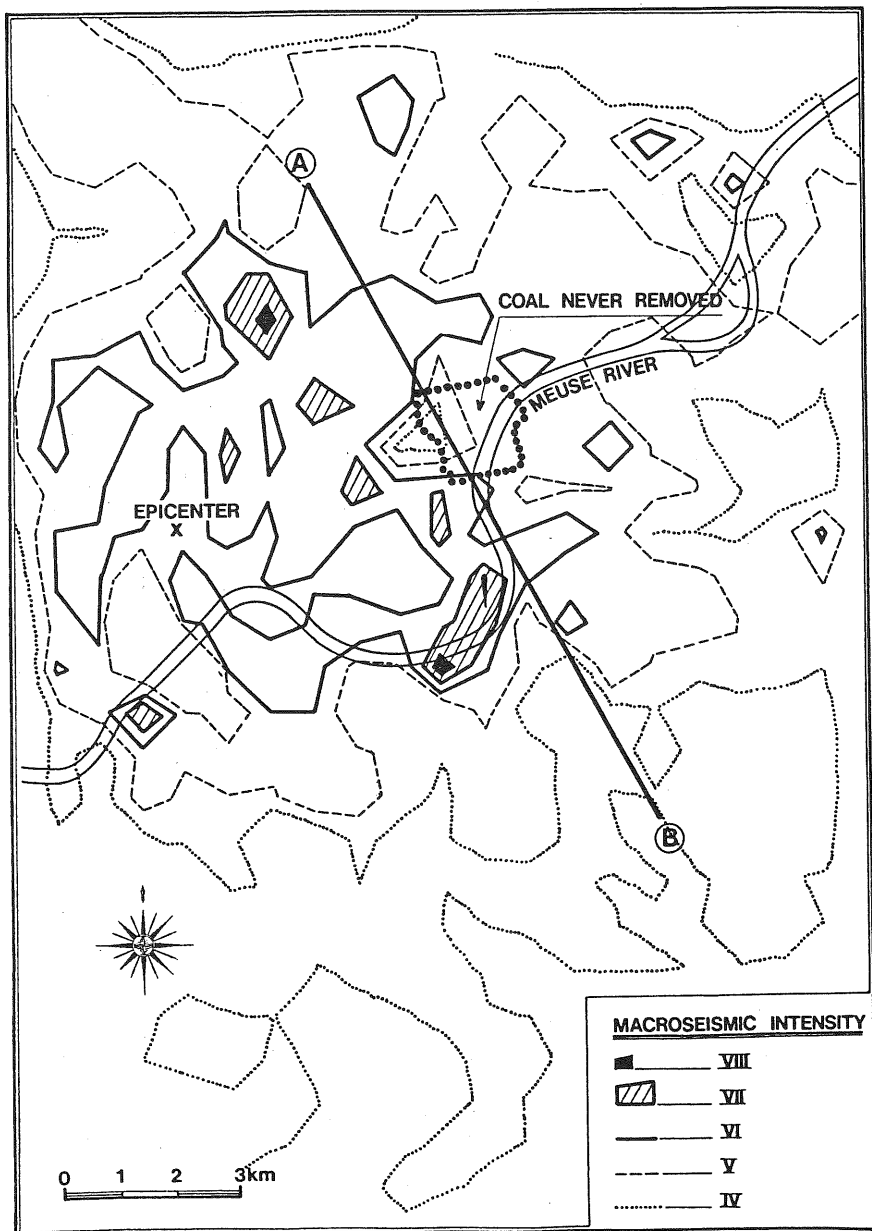 A
COAL NEVER REMOVED
MEUSE RIVER
EPICENTER
X
B
MACROSEISMIC INTENSITY
VIII
VII
VI
V
IV
0 1 2 3km